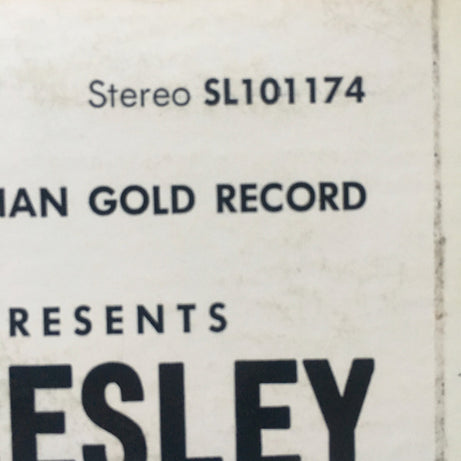 Stereo SL101174
IAN GOLD RECORD
RESENTS
ESLEY